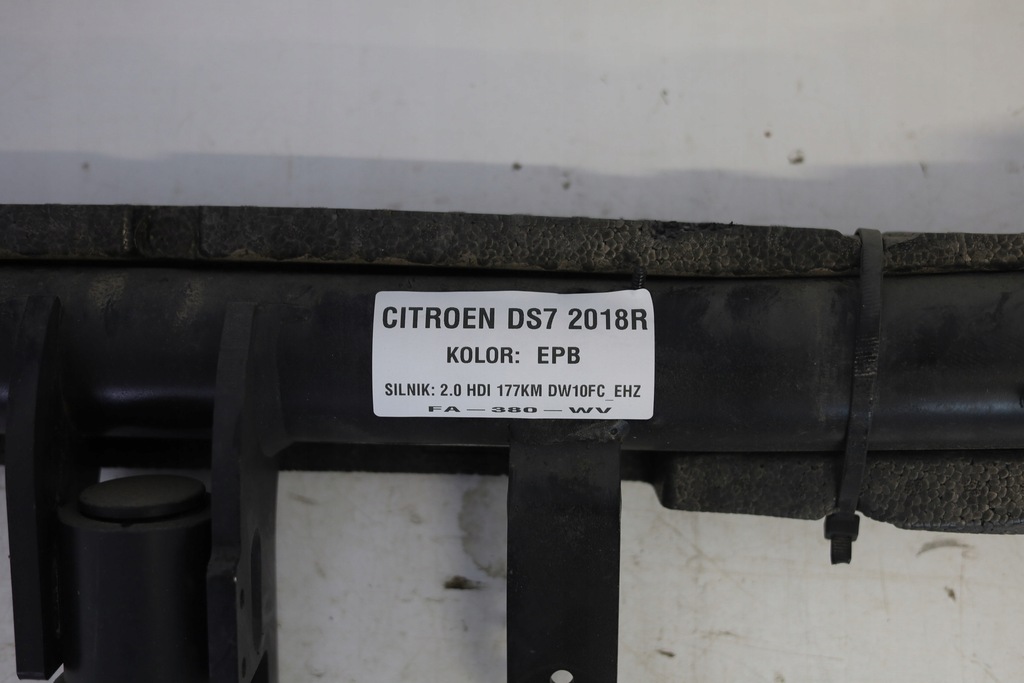 CITROEN DS7 2018R
KOLOR: EPB
SILNIK: 2.0 HDI 177KM DW10FC_EHZ
FA-380-WV